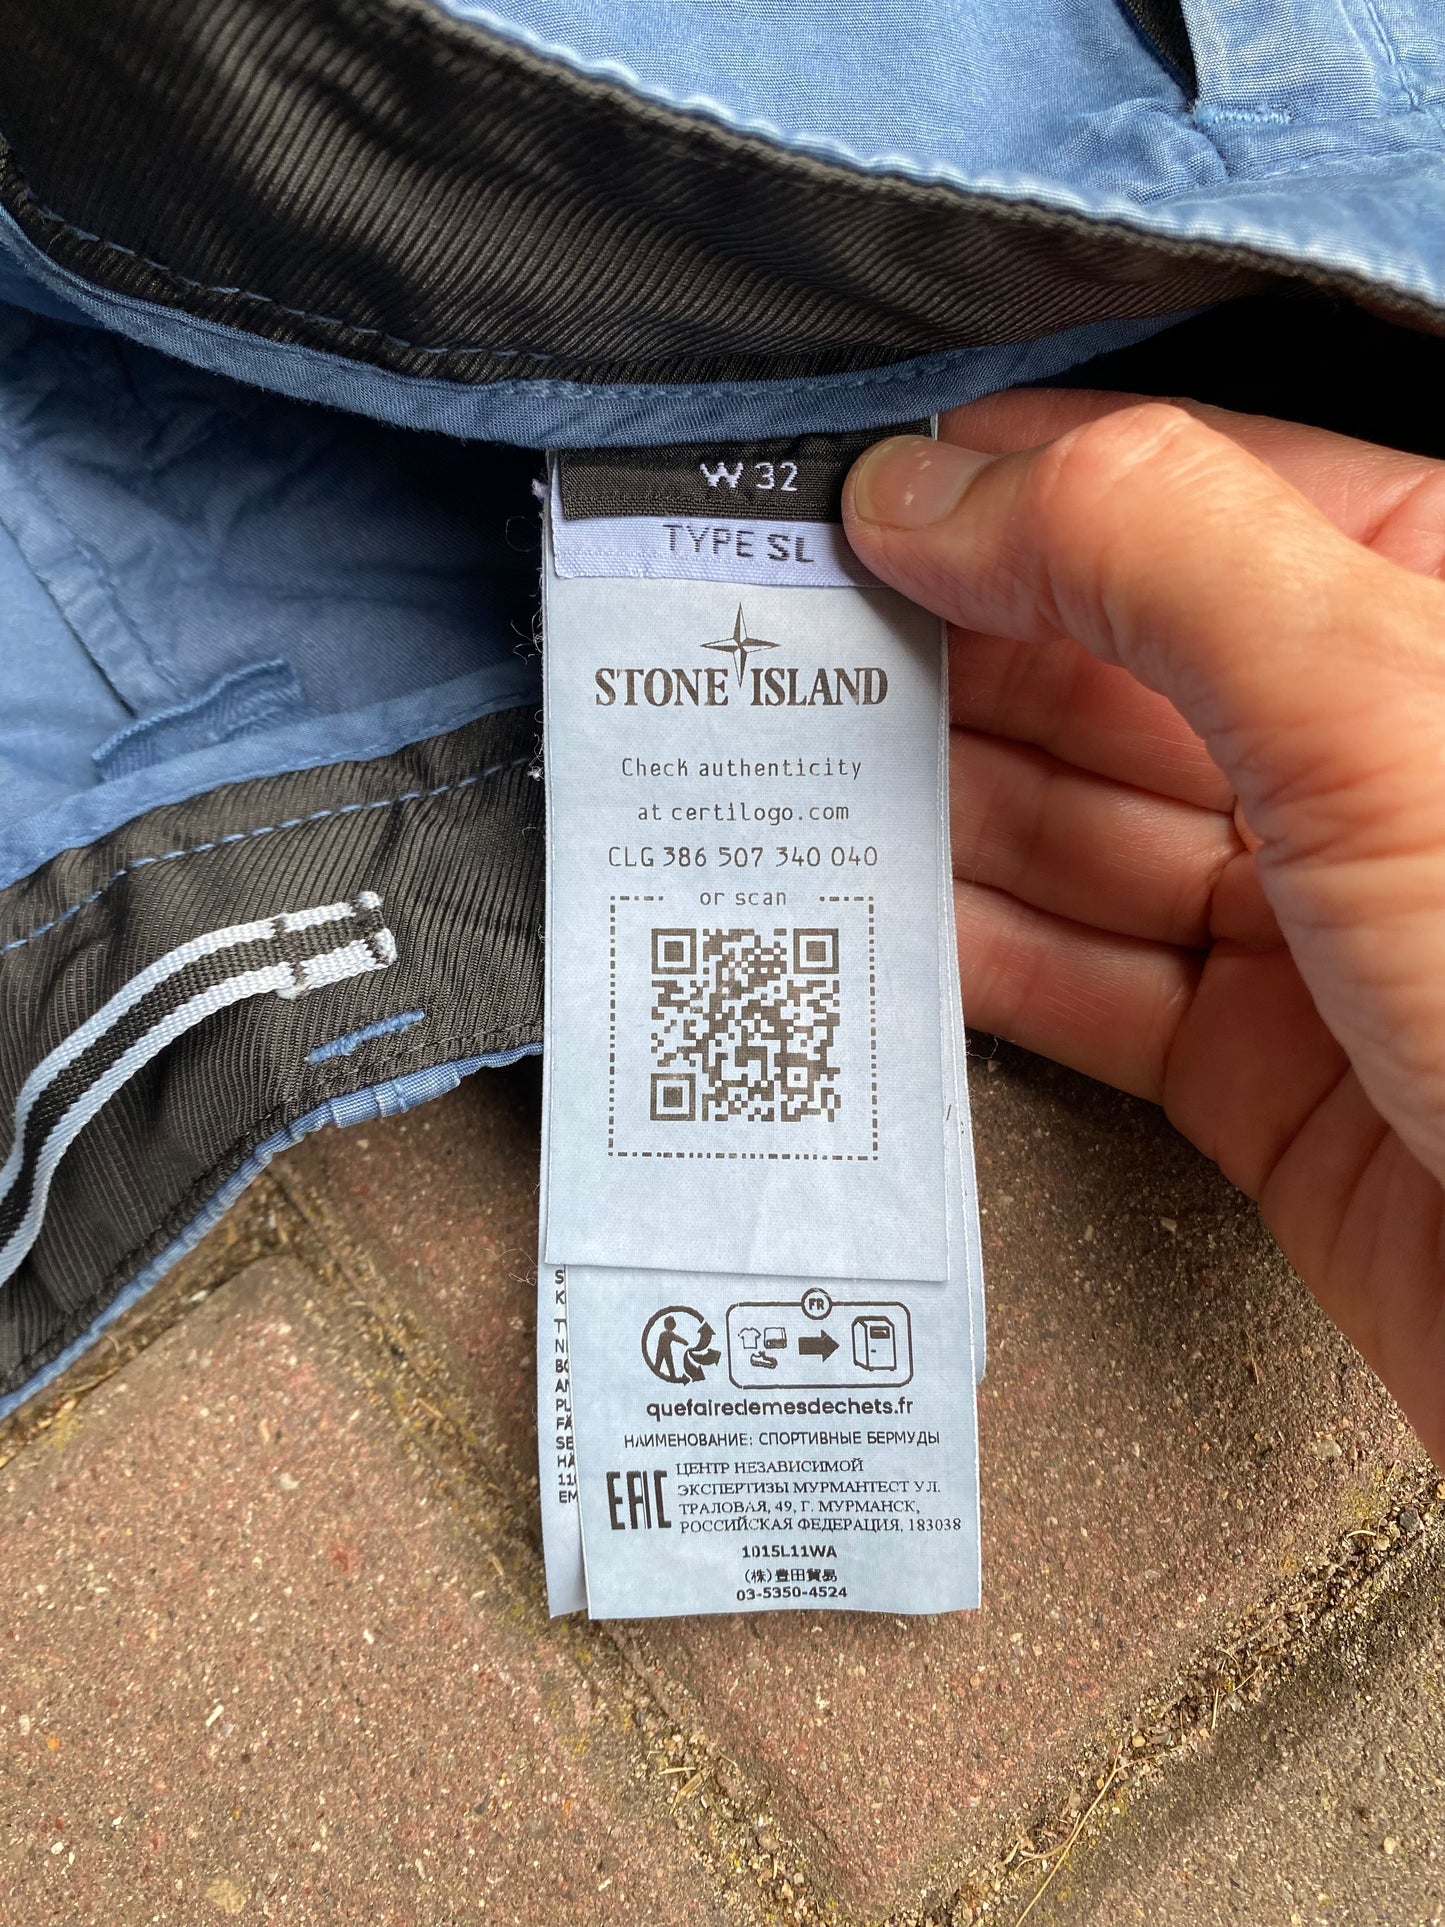 W 32
TYPE SL
STONE ISLAND
Check authenticity
at certilogo.com
CLG 386 507 340 040
or scan
FR
quefairedemesdechets.fr
НАИМЕНОВАНИЕ: СПОРТИВНЫЕ БЕРМУДЫ
EAC
ЦЕНТР НЕЗАВИСИМОЙ
ЭКСПЕРТИЗЫ МУРМАНТЕСТ УЛ.
ТРАЛОВАЯ, 49, Г. МУРМАНСК,
РОССИЙСКАЯ ФЕДЕРАЦИЯ, 183038
1015L11WA
(株)豊田貿易
03-5350-4524